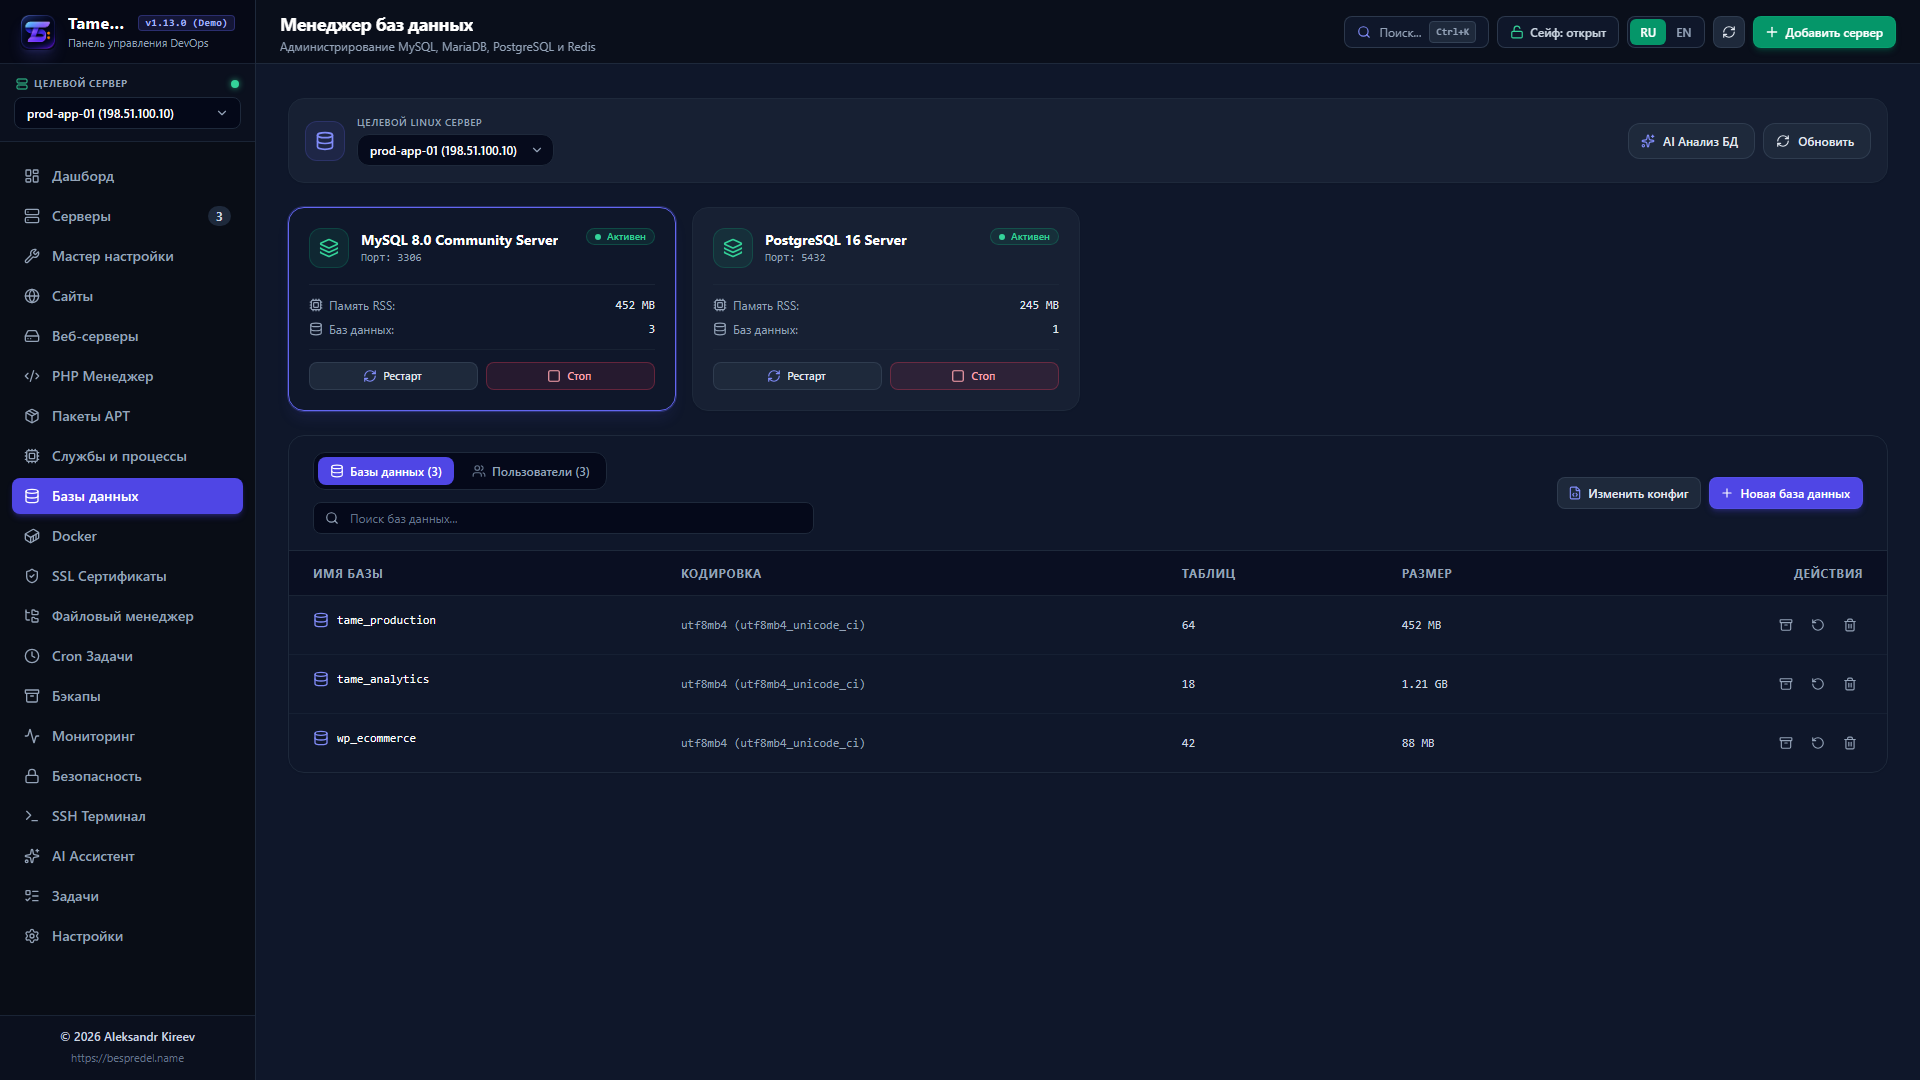 Tame...
v1.13.0 (Demo)
Панель управления DevOps
ЦЕЛЕВОЙ СЕРВЕР
prod-app-01 (198.51.100.10)
Дашборд
Серверы
3
Мастер настройки
Сайты
Веб-серверы
PHP Менеджер
Пакеты APT
Службы и процессы
Базы данных
Docker
SSL Сертификаты
Файловый менеджер
Cron Задачи
Бэкапы
Мониторинг
Безопасность
SSH Терминал
AI Ассистент
Задачи
Настройки
© 2026 Aleksandr Kireev
https://bespredel.name
Менеджер баз данных
Администрирование MySQL, MariaDB, PostgreSQL и Redis
Поиск...
Ctrl+K
Сейф: открыт
RU
EN
Добавить сервер
ЦЕЛЕВОЙ LINUX СЕРВЕР
prod-app-01 (198.51.100.10)
AI Анализ БД
Обновить
MySQL 8.0 Community Server
Активен
Порт: 3306
Память RSS:
452 MB
Баз данных:
3
Рестарт
Стоп
PostgreSQL 16 Server
Активен
Порт: 5432
Память RSS:
245 MB
Баз данных:
1
Рестарт
Стоп
Базы данных (3)
Пользователи (3)
Поиск баз данных...
Изменить конфиг
Новая база данных
ИМЯ БАЗЫ КОДИРОВКА ТАБЛИЦ РАЗМЕР ДЕЙСТВИЯ
tame_production utf8mb4 (utf8mb4_unicode_ci) 64 452 MB
tame_analytics utf8mb4 (utf8mb4_unicode_ci) 18 1.21 GB
wp_ecommerce utf8mb4 (utf8mb4_unicode_ci) 42 88 MB